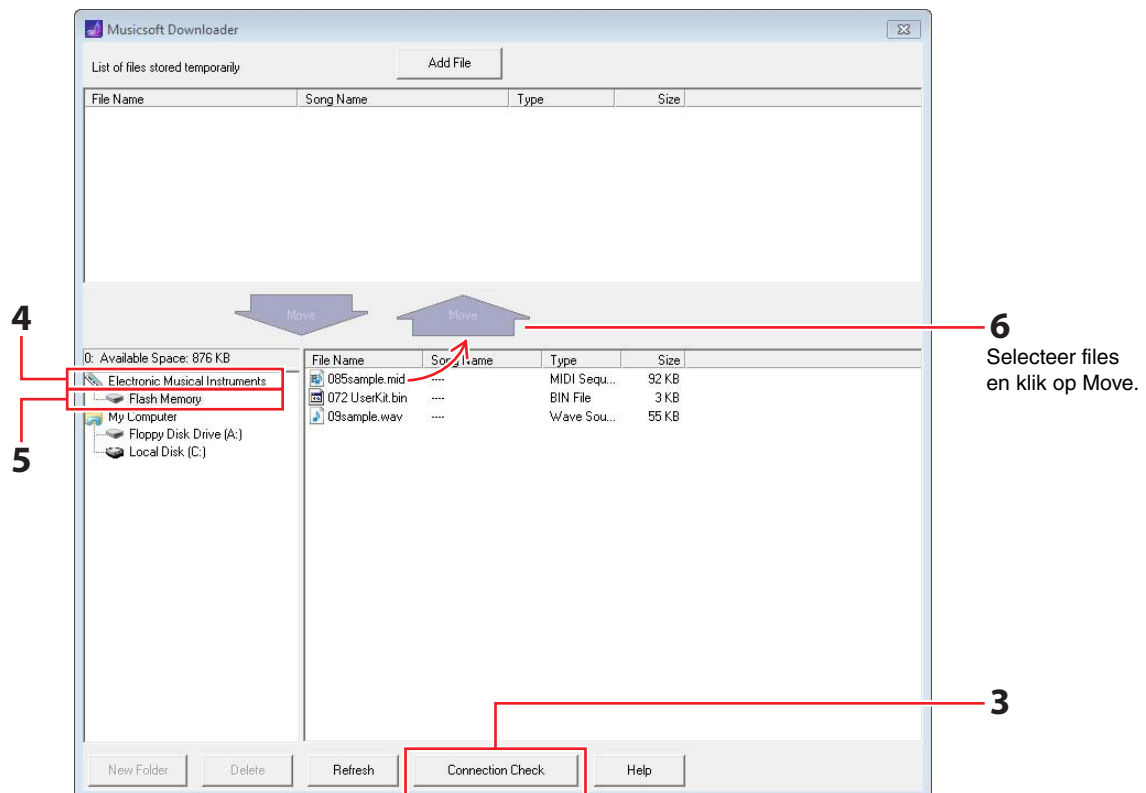 Musicsoft Downloader
List of files stored temporarily
Add File
File Name Song Name Type Size
Move Move
4
6
Selecteer files
en klik op Move.
0: Available Space: 876 KB
File Name Song Name Type Size
Electronic Musical Instruments
085sample.mid ---- MIDI Sequ... 92 KB
Flash Memory
072 UserKit.bin ---- BIN File 3 KB
My Computer
09sample.wav ---- Wave Sou... 55 KB
Floppy Disk Drive (A:)
5
Local Disk (C:)
3
New Folder Delete Refresh Connection Check Help